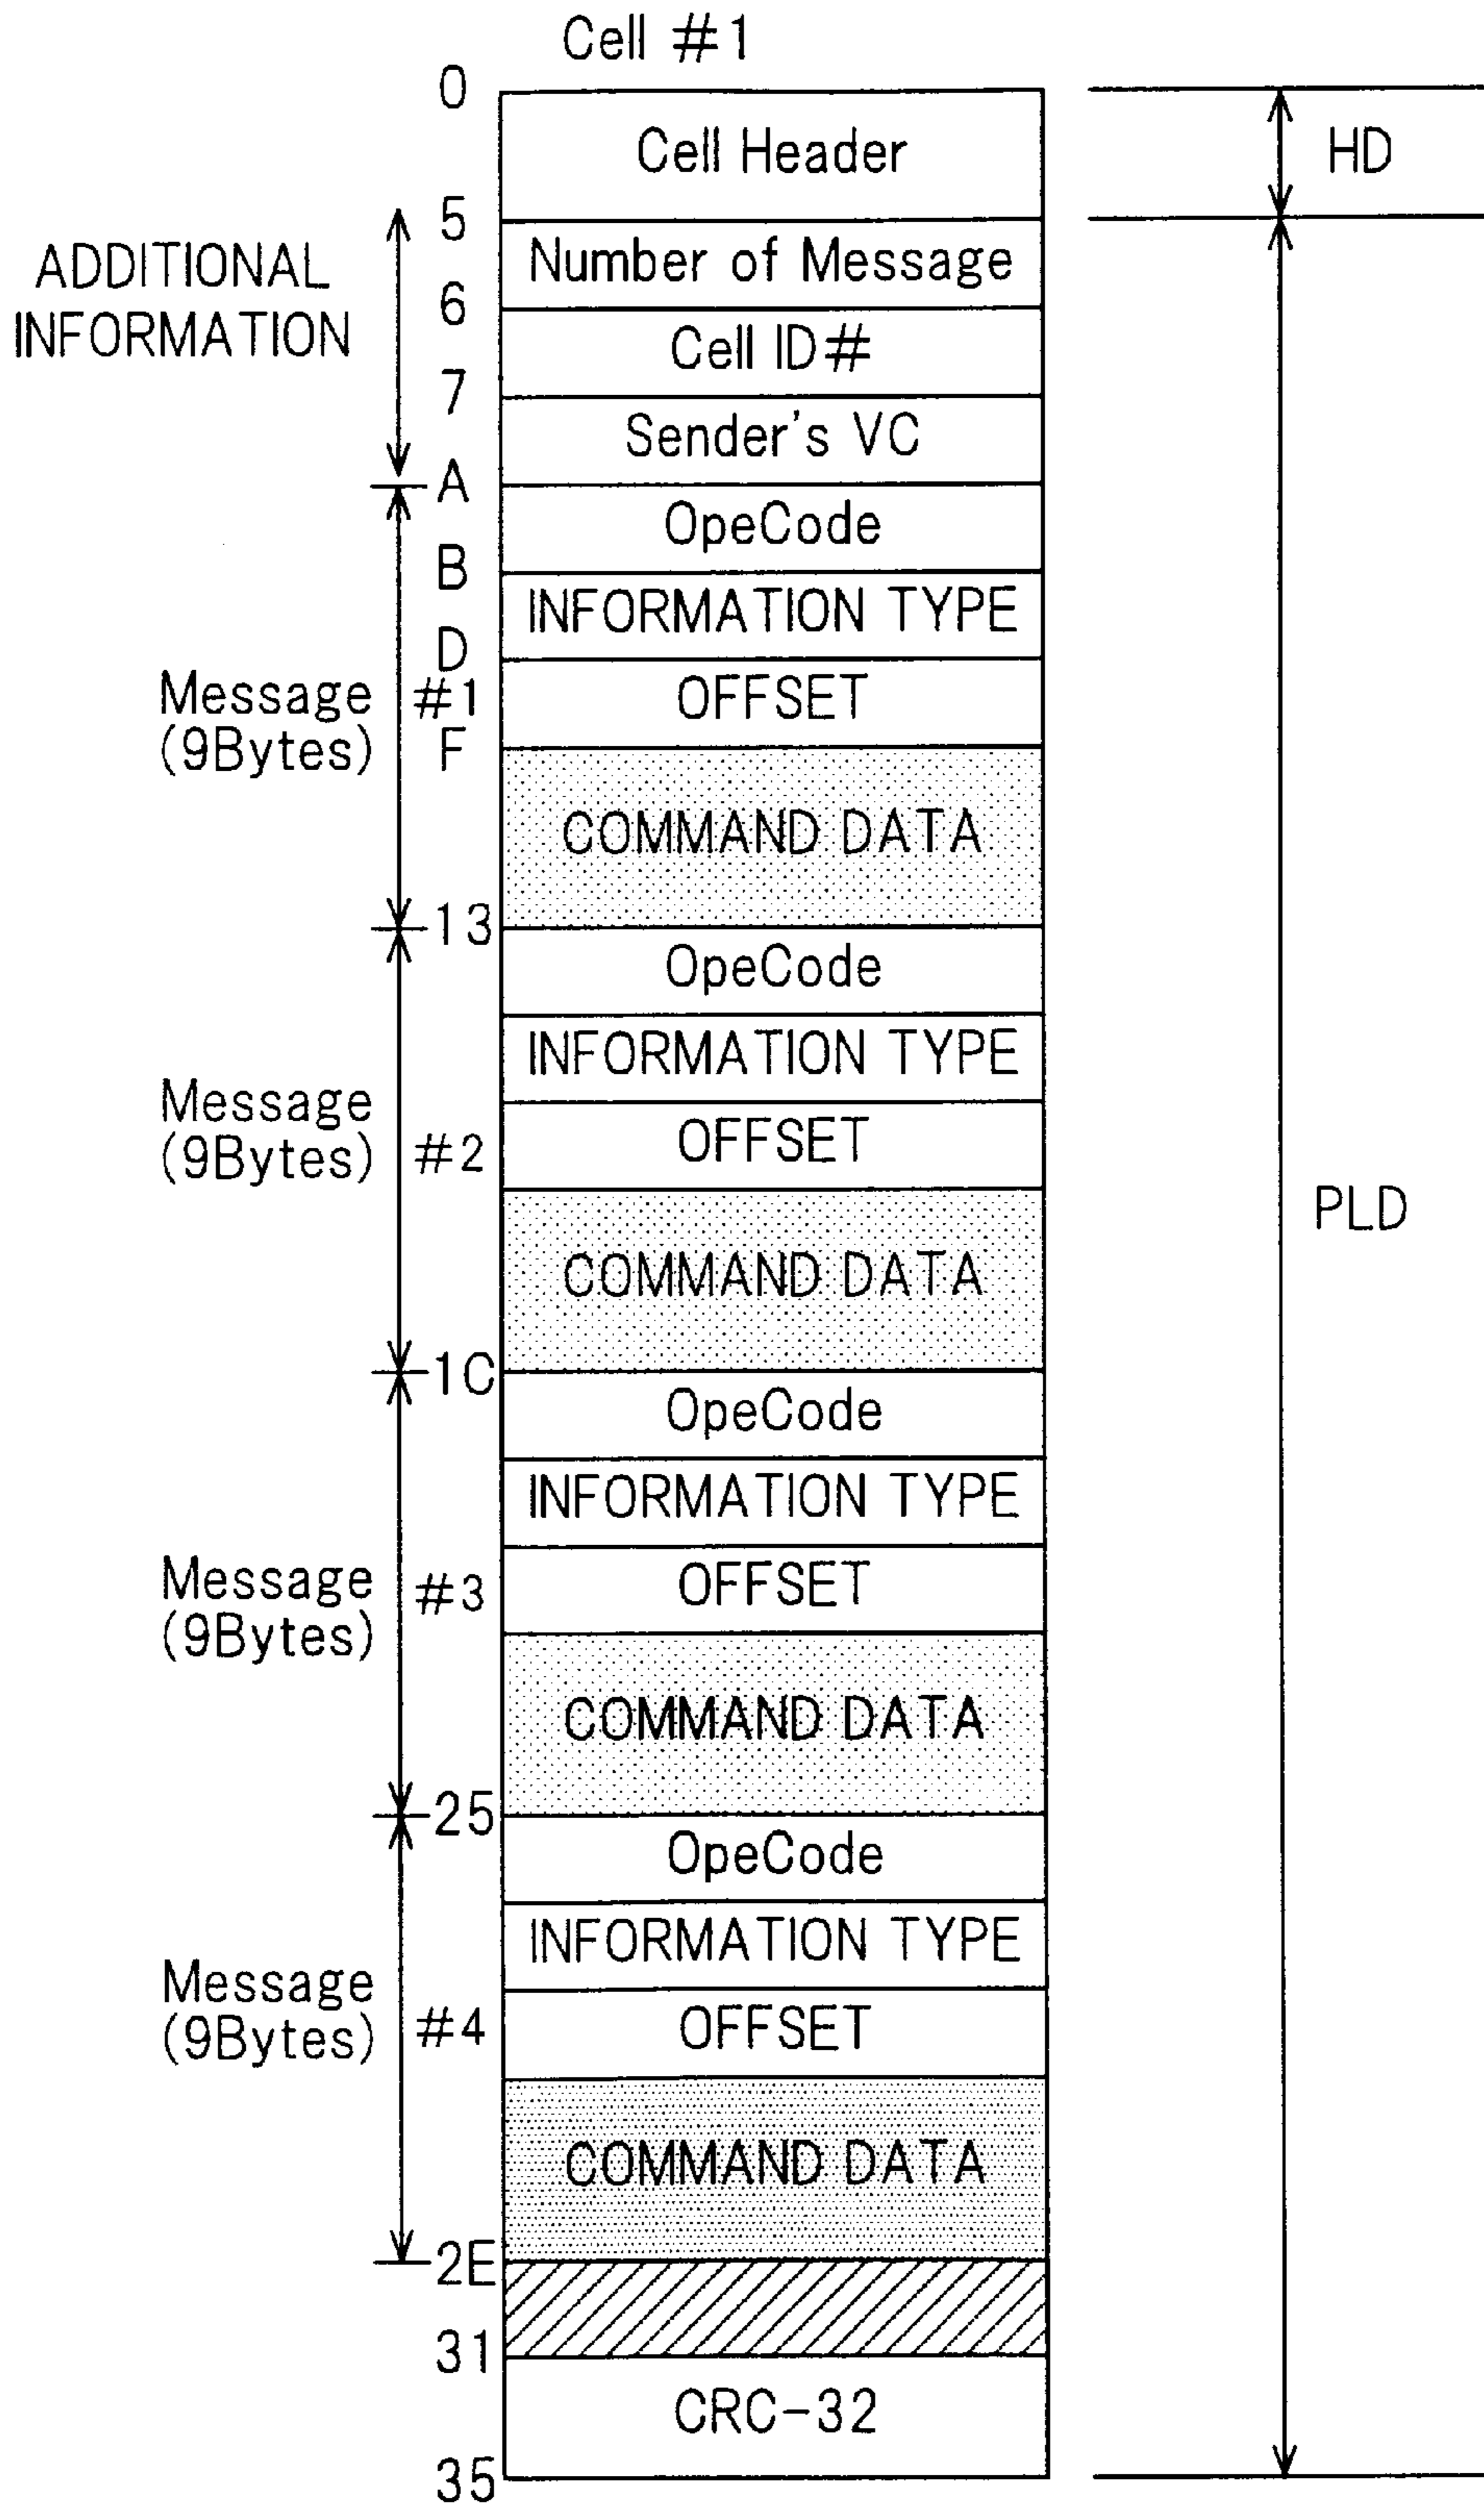 Cell #1
0
Cell Header
HD
5
ADDITIONAL
INFORMATION
Number of Message
6
Cell ID#
7
Sender's VC
A
OpeCode
B
INFORMATION TYPE
D
Message #1
(9Bytes)
OFFSET
F
COMMAND DATA
13
OpeCode
INFORMATION TYPE
Message
(9Bytes) #2
OFFSET
PLD
COMMAND DATA
1C
OpeCode
INFORMATION TYPE
Message
(9Bytes) #3
OFFSET
COMMAND DATA
25
OpeCode
INFORMATION TYPE
Message
(9Bytes) #4
OFFSET
COMMAND DATA
2E
31
CRC-32
35